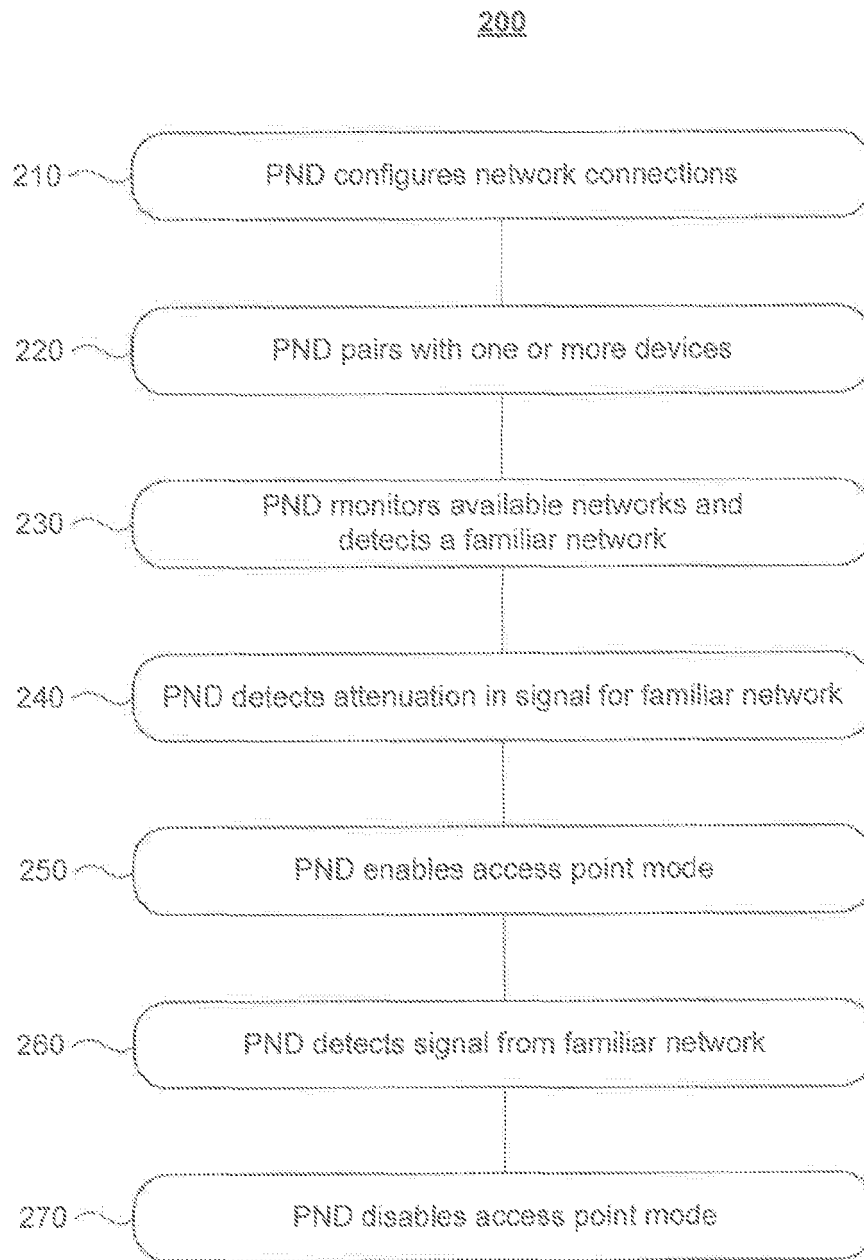 200
210 PND configures network connections
220 PND pairs with one or more devices
230 PND monitors available networks and
detects a familiar network
240 PND detects attenuation in signal for familiar network
250 PND enables access point mode
260 PND detects signal from familiar network
270 PND disables access point mode